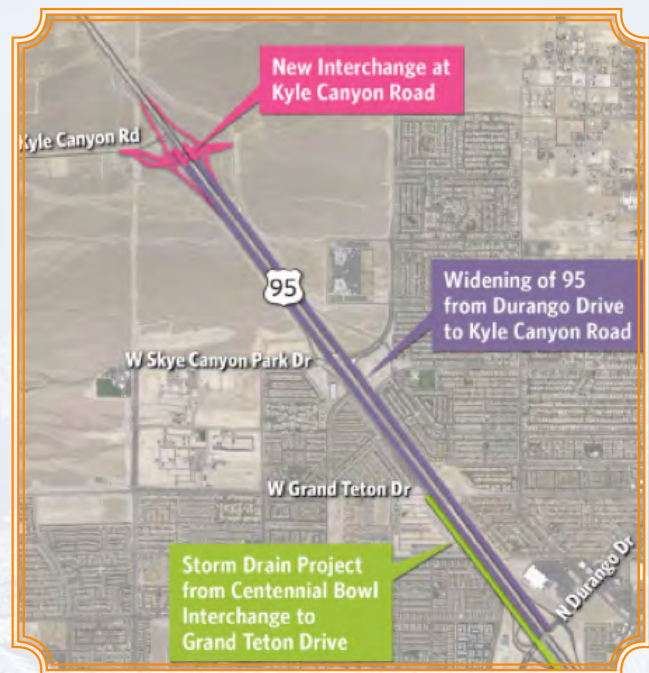 New Interchange at
Kyle Canyon Road
Kyle Canyon Rd
95
Widening of 95
from Durango Drive
to Kyle Canyon Road
W Skye Canyon Park Dr
W Grand Teton Dr
Storm Drain Project
from Centennial Bowl
Interchange to
Grand Teton Drive
N Durango Dr